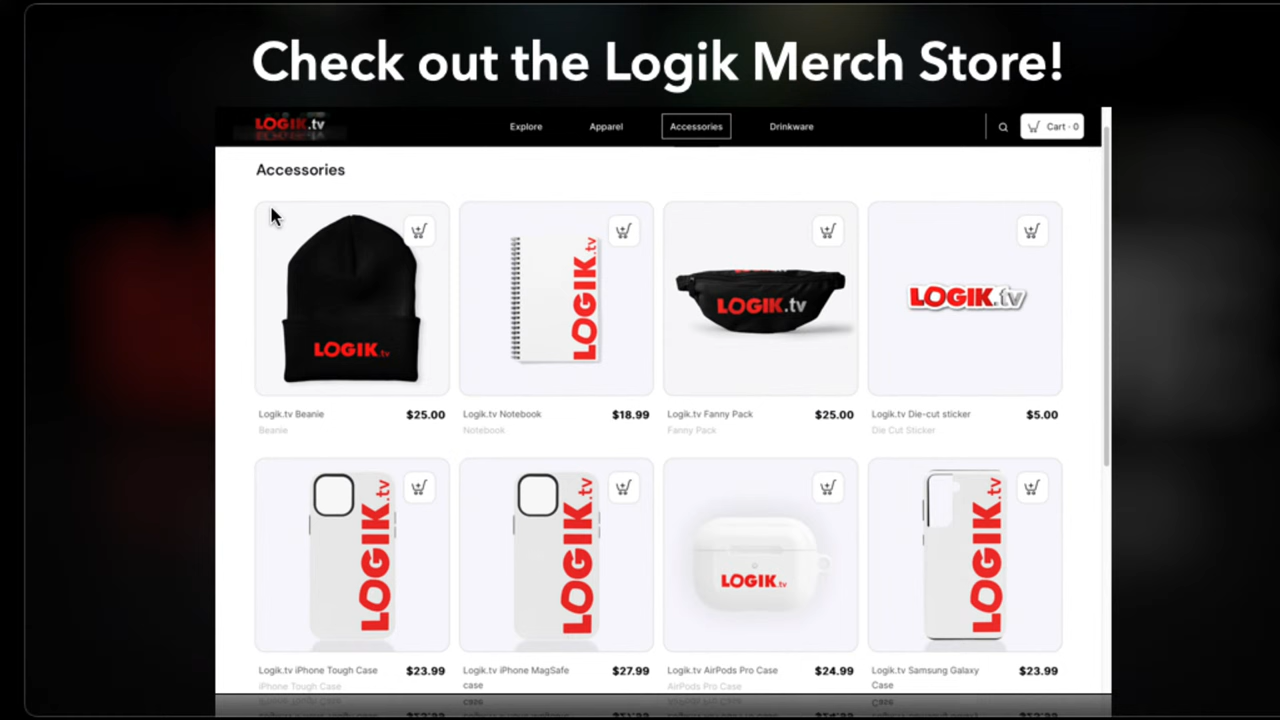 Check out the Logik Merch Store!
LOGIK.tv
Explore
Apparel
Accessories
Drinkware
Cart · 0
Accessories
LOGIK.tv
LOGIK.tv
LOGIK.tv
LOGIK.tv
Logik.tv Beanie
$25.00
Beanie
Logik.tv Notebook
$18.99
Notebook
Logik.tv Fanny Pack
$25.00
Fanny Pack
Logik.tv Die-cut sticker
$5.00
Die Cut Sticker
LOGIK.tv
LOGIK.tv
LOGIK.tv
LOGIK.tv
Logik.tv iPhone Tough Case
$23.99
iPhone Tough Case
Logik.tv iPhone MagSafe
case
$27.99
Logik.tv AirPods Pro Case
$24.99
AirPods Pro Case
Logik.tv Samsung Galaxy
Case
$23.99